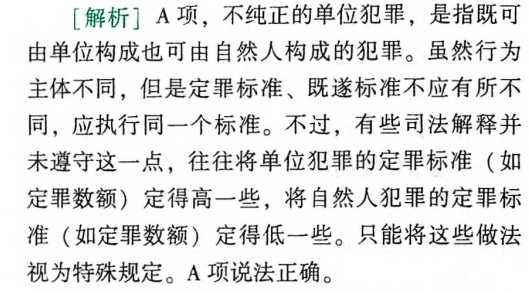 [解析] A 项，不纯正的单位犯罪，是指既可
由单位构成也可由自然人构成的犯罪。虽然行为
主体不同，但是定罪标准、既遂标准不应有所不
同，应执行同一个标准。不过，有些司法解释并
未遵守这一点，往往将单位犯罪的定罪标准（如
定罪数额）定得高一些，将自然人犯罪的定罪标
准（如定罪数额）定得低一些。只能将这些做法
视为特殊规定。A 项说法正确。